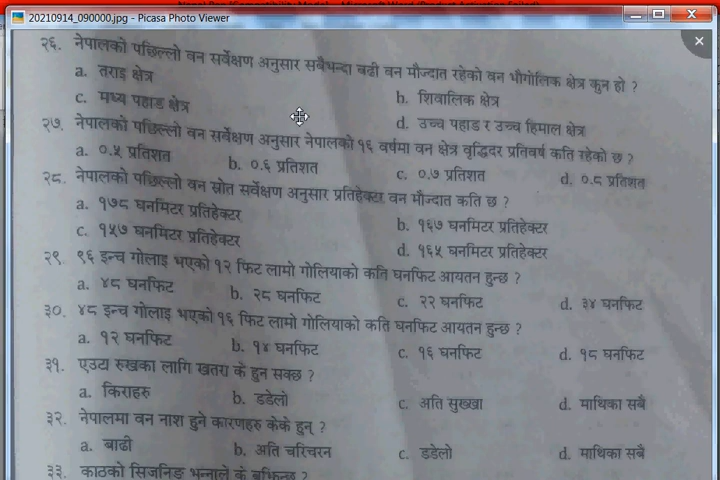 20210914_090000.jpg - Picasa Photo Viewer
२६. नेपालको पछिल्लो वन सर्वेक्षण अनुसार सबैभन्दा बढी वन मौज्दात रहेको वन भौगोलिक क्षेत्र कुन हो ?
a. तराइ क्षेत्र b. शिवालिक क्षेत्र
c. मध्य पहाड क्षेत्र d. उच्च पहाड र उच्च हिमाल क्षेत्र
२७. नेपालको पछिल्लो वन सर्वेक्षण अनुसार नेपालको १६ वर्षमा वन क्षेत्र वृद्धिदर प्रतिवर्ष कति रहेको छ ?
a. ०.५ प्रतिशत b. ०.६ प्रतिशत c. ०.७ प्रतिशत d. ०.८ प्रतिशत
२८. नेपालको पछिल्लो वन स्रोत सर्वेक्षण अनुसार प्रतिहेक्टर वन मौज्दात कति छ ?
a. १७८ घनमिटर प्रतिहेक्टर b. १६७ घनमिटर प्रतिहेक्टर
c. १५७ घनमिटर प्रतिहेक्टर d. १६५ घनमिटर प्रतिहेक्टर
२९. ९६ इन्च गोलाइ भएको १२ फिट लामो गोलियाको कति घनफिट आयतन हुन्छ ?
a. ४८ घनफिट b. २८ घनफिट c. २२ घनफिट d. ३४ घनफिट
३०. ४८ इन्च गोलाइ भएको १६ फिट लामो गोलियाको कति घनफिट आयतन हुन्छ ?
a. १२ घनफिट b. १४ घनफिट c. १६ घनफिट d. १८ घनफिट
३१. एउटा रुखका लागि खतरा के हुन सक्छ ?
a. किराहरु b. डडेलो c. अति सुख्खा d. माथिका सबै
३२. नेपालमा वन नाश हुने कारणहरु केके हुन् ?
a. बाढी b. अति चरिचरन c. डडेलो d. माथिका सबै
३३. काठको सिजनिङ भन्नाले के बुझिन्छ ?